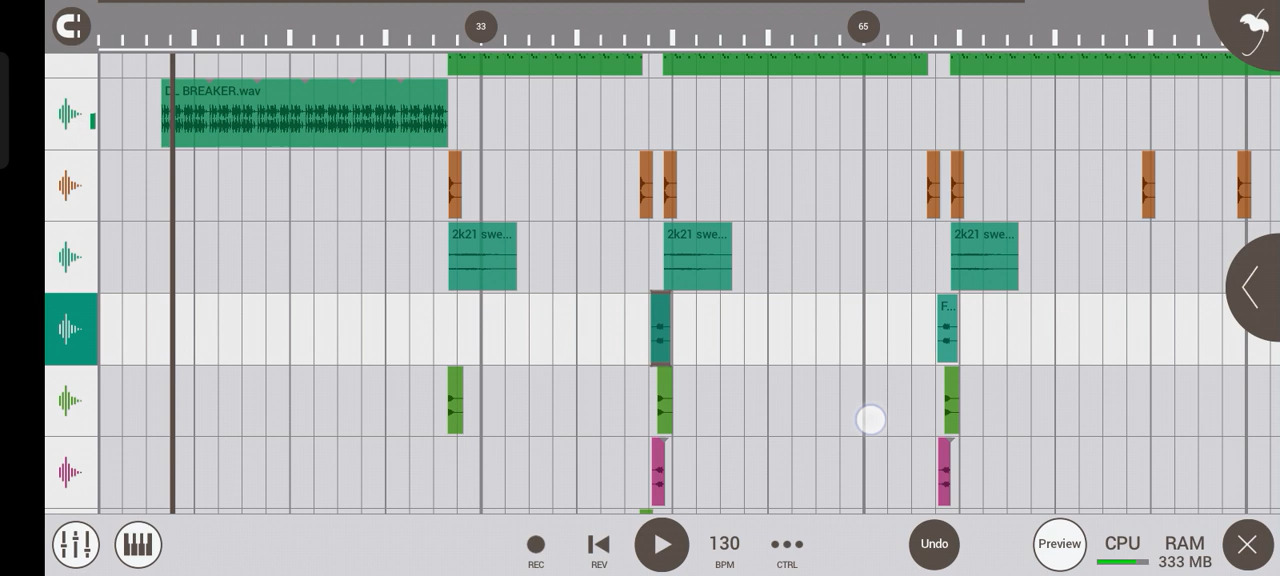 33
65
BREAKER.wav
2k21 swe...
2k21 swe...
2k21 swe...
F...
REC
REV
130
BPM
CTRL
Undo
Preview
CPU
RAM
333 MB